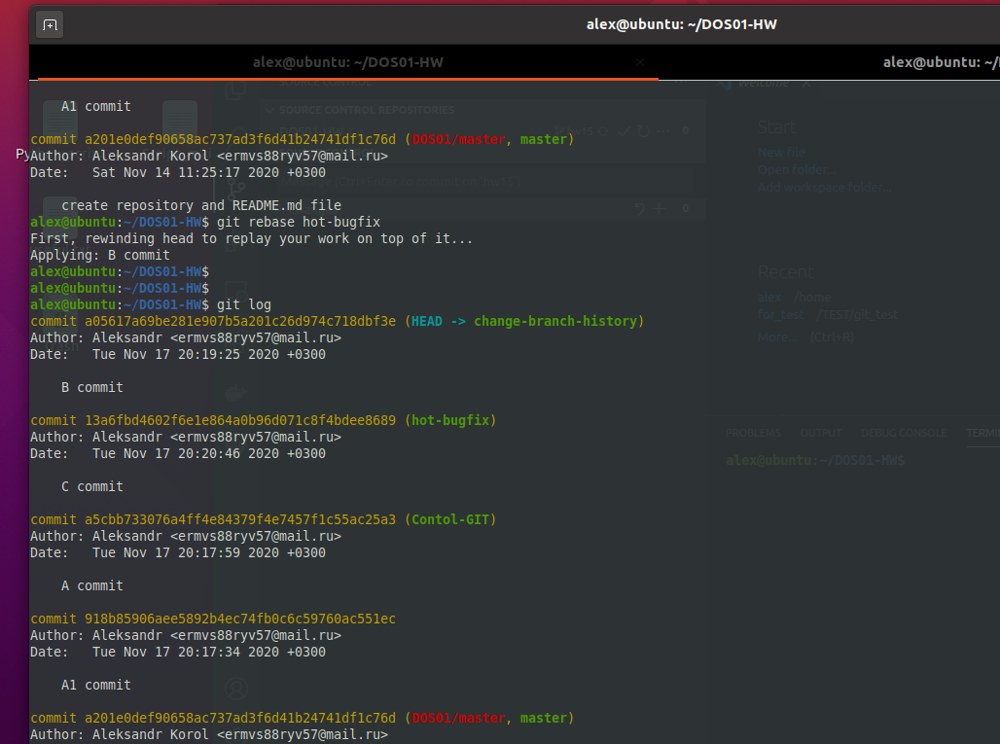 alex@ubuntu: ~/DOS01-HW
alex@ubuntu: ~/DOS01-HW ×
alex@ubuntu: ~/
A1 commit
commit a201e0def90658ac737ad3f6d41b24741df1c76d (DOS01/master, master)
Author: Aleksandr Korol <ermvs88ryv57@mail.ru>
Date:   Sat Nov 14 11:25:17 2020 +0300
create repository and README.md file
alex@ubuntu:~/DOS01-HW$ git rebase hot-bugfix
First, rewinding head to replay your work on top of it...
Applying: B commit
alex@ubuntu:~/DOS01-HW$
alex@ubuntu:~/DOS01-HW$
alex@ubuntu:~/DOS01-HW$ git log
commit a05617a69be281e907b5a201c26d974c718dbf3e (HEAD -> change-branch-history)
Author: Aleksandr <ermvs88ryv57@mail.ru>
Date:   Tue Nov 17 20:19:25 2020 +0300
B commit
commit 13a6fbd4602f6e1e864a0b96d071c8f4bdee8689 (hot-bugfix)
Author: Aleksandr <ermvs88ryv57@mail.ru>
Date:   Tue Nov 17 20:20:46 2020 +0300
C commit
commit a5cbb733076a4ff4e84379f4e7457f1c55ac25a3 (Contol-GIT)
Author: Aleksandr <ermvs88ryv57@mail.ru>
Date:   Tue Nov 17 20:17:59 2020 +0300
A commit
commit 918b85906aee5892b4ec74fb0c6c59760ac551ec
Author: Aleksandr <ermvs88ryv57@mail.ru>
Date:   Tue Nov 17 20:17:34 2020 +0300
A1 commit
commit a201e0def90658ac737ad3f6d41b24741df1c76d (DOS01/master, master)
Author: Aleksandr Korol <ermvs88ryv57@mail.ru>
SOURCE CONTROL
SOURCE CONTROL REPOSITORIES
Welcome
Start
New file
Open folder...
Add workspace folder...
Recent
alex /home
for_test /TEST/git_test
More... (Ctrl+R)
PROBLEMS OUTPUT DEBUG CONSOLE TERMI
alex@ubuntu:~/DOS01-HW$